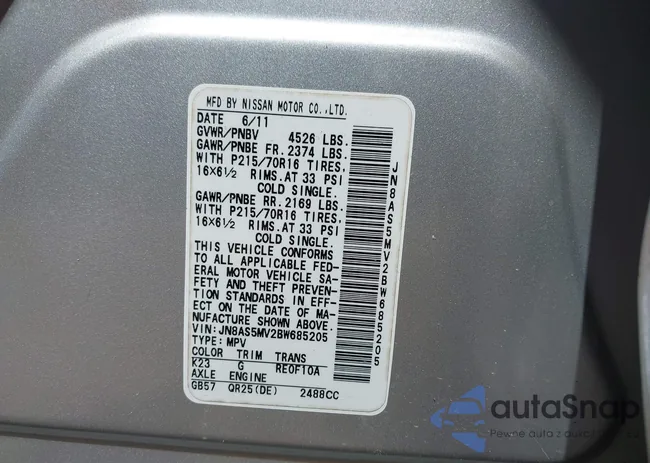 MFD BY NISSAN MOTOR CO.,LTD.
DATE 6/11
GVWR/PNBV 4526 LBS.
GAWR/PNBE FR. 2374 LBS.
WITH P215/70R16 TIRES,
16X6½ RIMS.AT 33 PSI
COLD SINGLE.
GAWR/PNBE RR. 2169 LBS.
WITH P215/70R16 TIRES,
16X6½ RIMS.AT 33 PSI
COLD SINGLE.
THIS VEHICLE CONFORMS
TO ALL APPLICABLE FED-
ERAL MOTOR VEHICLE SA-
FETY AND THEFT PREVEN-
TION STANDARDS IN EFF-
ECT ON THE DATE OF MA-
NUFACTURE SHOWN ABOVE.
VIN: JN8AS5MV2BW685205
TYPE: MPV
COLOR TRIM TRANS
K23 G RE0F10A
AXLE ENGINE
GB57 QR25(DE) 2488CC
JN8AS5MV2BW685205
autaSnap
Pewne auta z aukcji